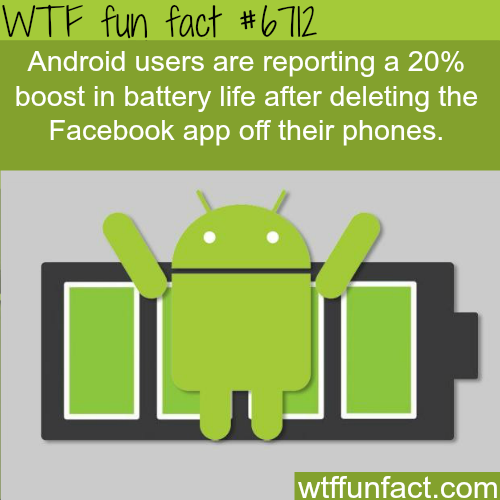 WTF fun fact #6712
Android users are reporting a 20%
boost in battery life after deleting the
Facebook app off their phones.
wtffunfact.com